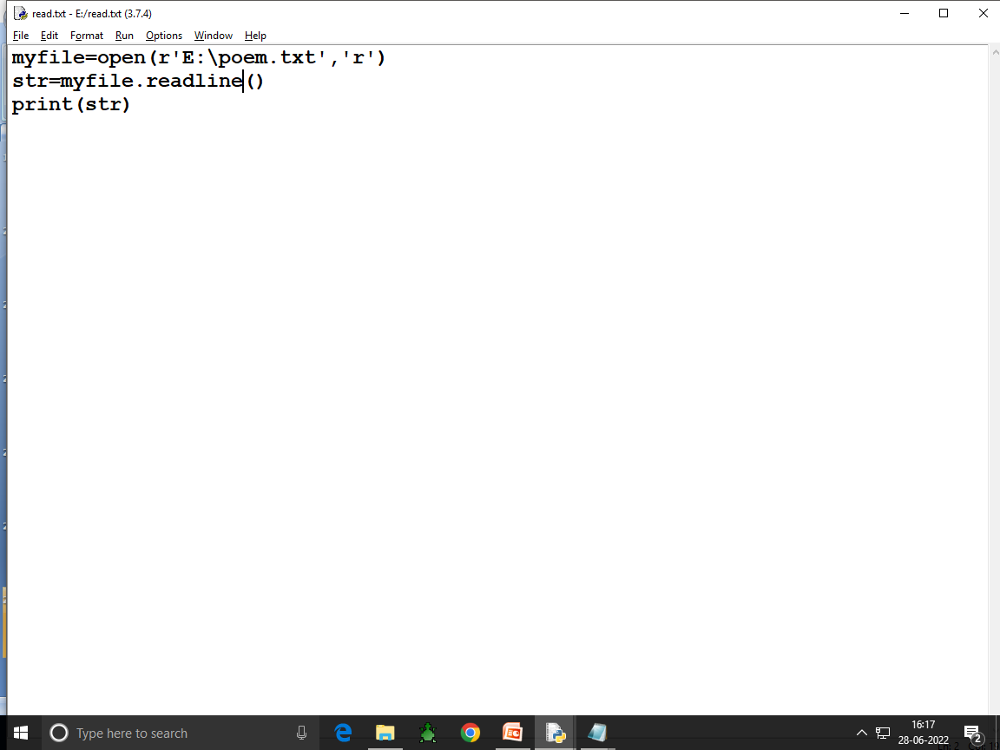 read.txt - E:/read.txt (3.7.4)
File Edit Format Run Options Window Help
myfile=open(r'E:\poem.txt','r')
str=myfile.readline()
print(str)
Type here to search
16:17
28-06-2022
2